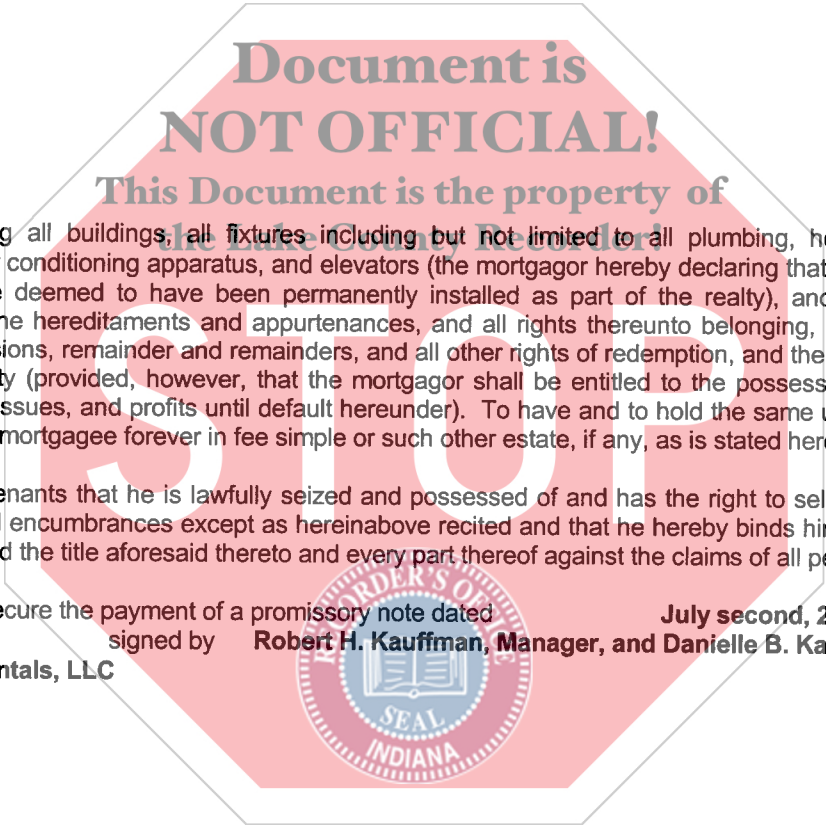 Document is
NOT OFFICIAL!
This Document is the property of
the Lake County Recorder!
g all buildings, all fixtures including but not limited to all plumbing, he
conditioning apparatus, and elevators (the mortgagor hereby declaring that
e deemed to have been permanently installed as part of the realty), and
he hereditaments and appurtenances, and all rights thereunto belonging,
sions, remainder and remainders, and all other rights of redemption, and the
ty (provided, however, that the mortgagor shall be entitled to the possess
ssues, and profits until default hereunder). To have and to hold the same u
mortgagee forever in fee simple or such other estate, if any, as is stated here
STOP
enants that he is lawfully seized and possessed of and has the right to sel
d encumbrances except as hereinabove recited and that he hereby binds him
d the title aforesaid thereto and every part thereof against the claims of all pe
ecure the payment of a promissory note dated July second, 2
signed by Robert H. Kauffman, Manager, and Danielle B. Ka
ntals, LLC
RECORDER'S OFFICE
SEAL
INDIANA